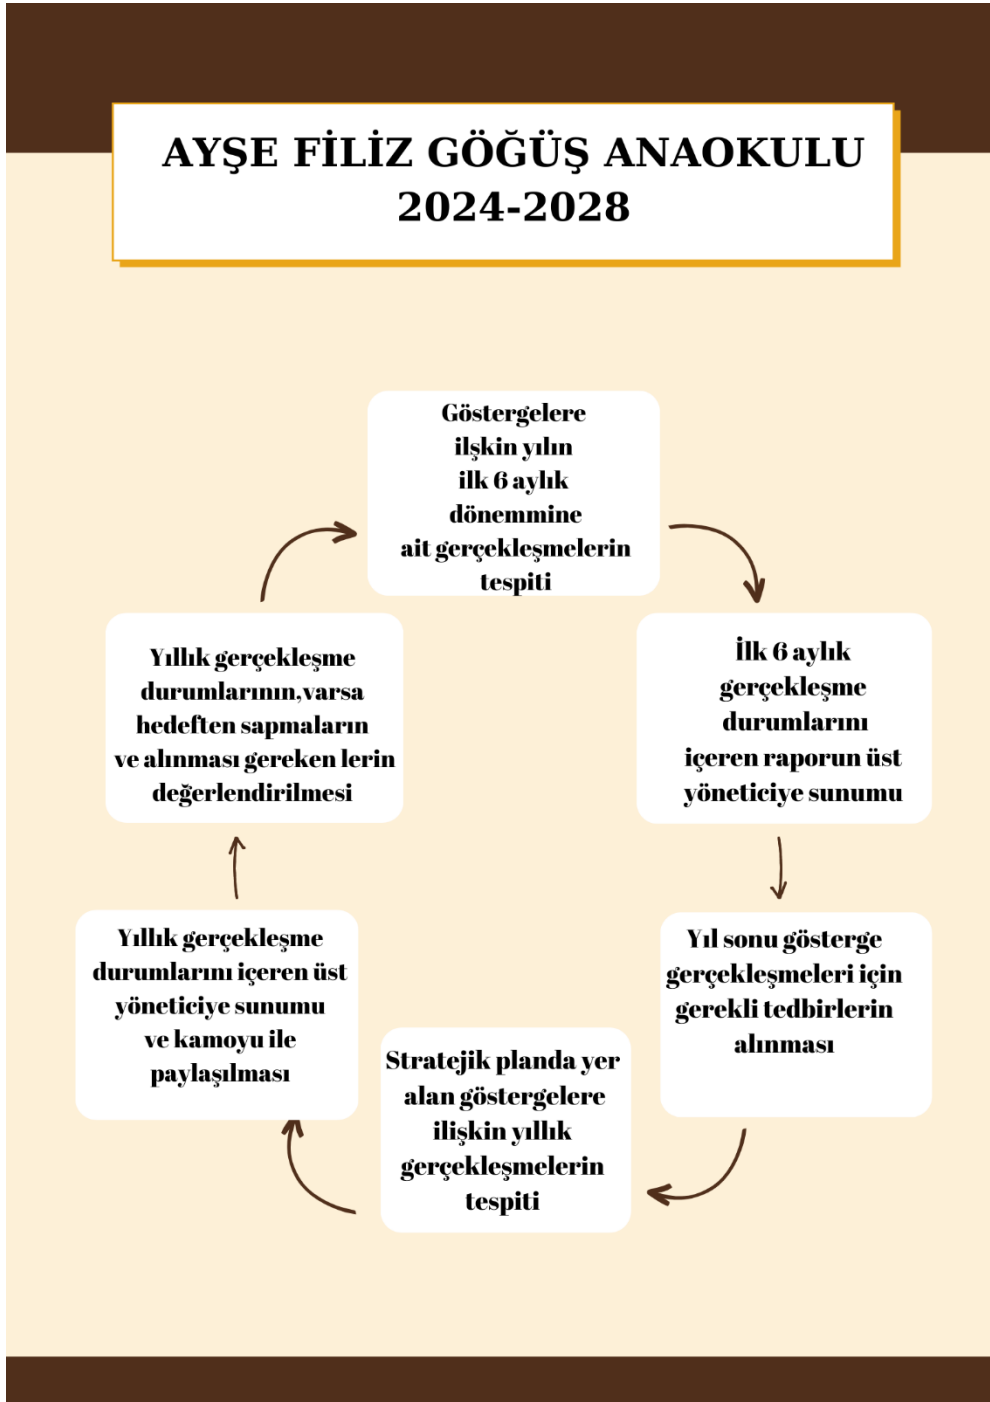 AYŞE FİLİZ GÖĞÜŞ ANAOKULU
2024-2028
Göstergelere
ilşkin yılın
ilk 6 aylık
dönemmine
ait gerçekleşmelerin
tespiti
İlk 6 aylık
gerçekleşme
durumlarını
içeren raporun üst
yöneticiye sunumu
Yıl sonu gösterge
gerçekleşmeleri için
gerekli tedbirlerin
alınması
Stratejik planda yer
alan göstergelere
ilişkin yıllık
gerçekleşmelerin
tespiti
Yıllık gerçekleşme
durumlarını içeren üst
yöneticiye sunumu
ve kamoyu ile
paylaşılması
Yıllık gerçekleşme
durumlarının,varsa
hedeften sapmaların
ve alınması gereken lerin
değerlendirilmesi